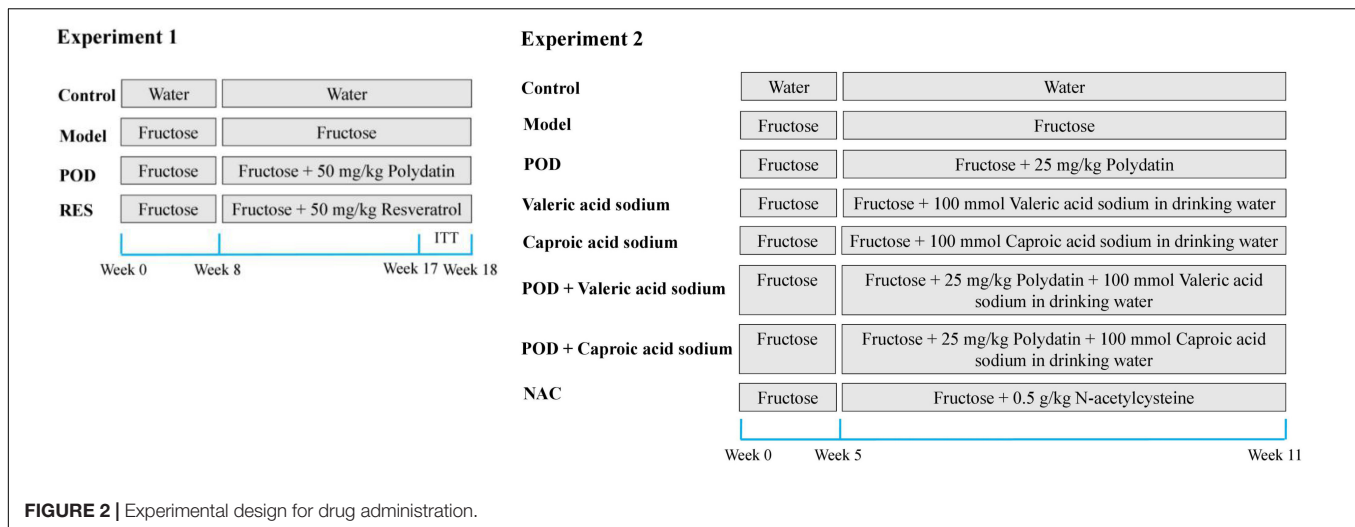 Experiment 1
Control Water Water
Model Fructose Fructose
POD Fructose Fructose + 50 mg/kg Polydatin
RES Fructose Fructose + 50 mg/kg Resveratrol
ITT
Week 0 Week 8 Week 17 Week 18
Experiment 2
Control Water Water
Model Fructose Fructose
POD Fructose Fructose + 25 mg/kg Polydatin
Valeric acid sodium Fructose Fructose + 100 mmol Valeric acid sodium in drinking water
Caproic acid sodium Fructose Fructose + 100 mmol Caproic acid sodium in drinking water
POD + Valeric acid sodium Fructose Fructose + 25 mg/kg Polydatin + 100 mmol Valeric acid
sodium in drinking water
POD + Caproic acid sodium Fructose Fructose + 25 mg/kg Polydatin + 100 mmol Caproic acid
sodium in drinking water
NAC Fructose Fructose + 0.5 g/kg N-acetylcysteine
Week 0 Week 5 Week 11
FIGURE 2 | Experimental design for drug administration.